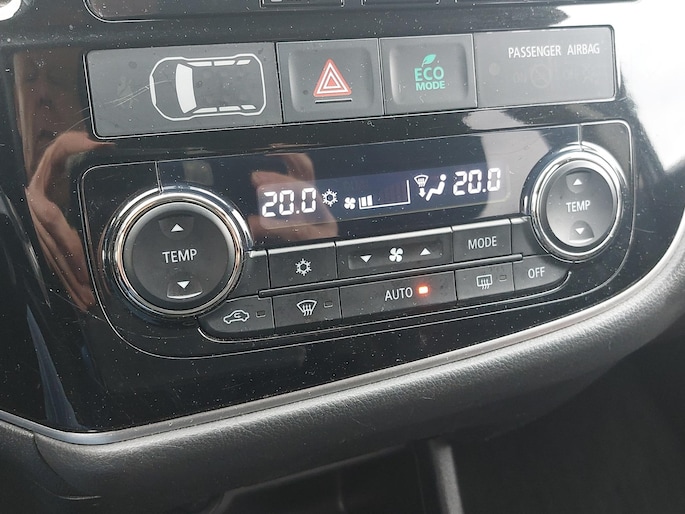 ECO
MODE
PASSENGER AIRBAG
20.0
20.0
TEMP
TEMP
MODE
AUTO
OFF